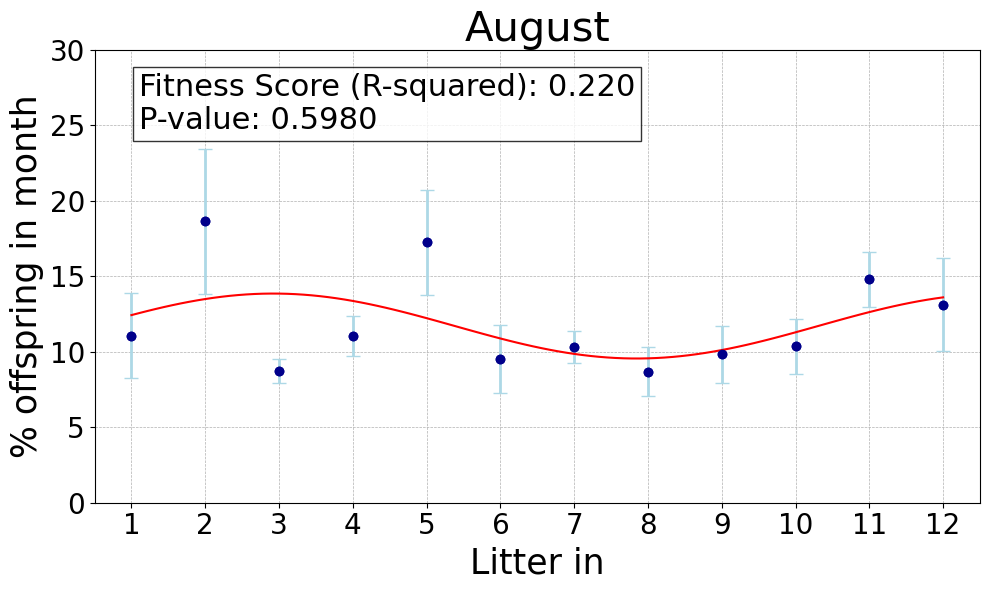 August
Fitness Score (R-squared): 0.220
P-value: 0.5980
% offspring in month
30
25
20
15
10
5
0
1 2 3 4 5 6 7 8 9 10 11 12
Litter in